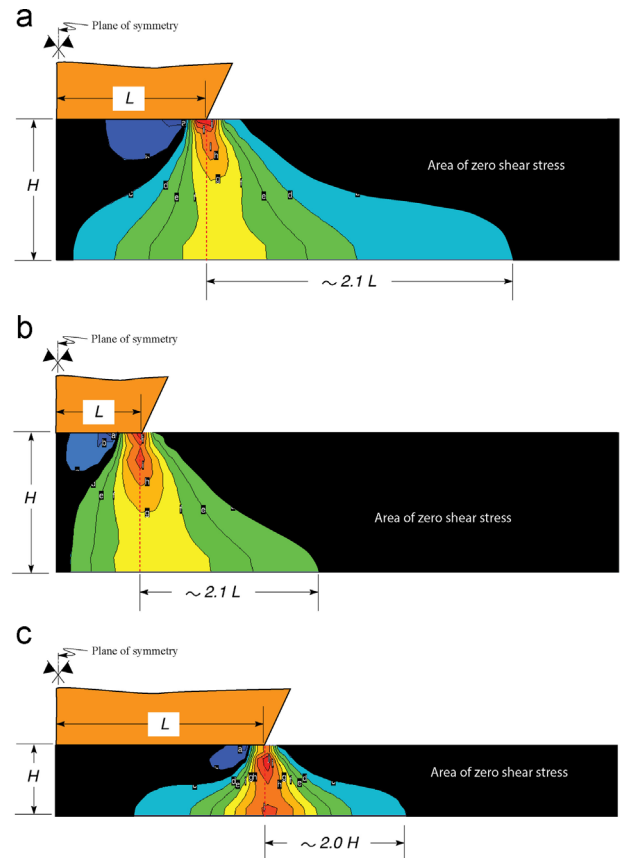 a
Plane of symmetry
L
H
Area of zero shear stress
~ 2.1 L
b
Plane of symmetry
L
H
Area of zero shear stress
~ 2.1 L
c
Plane of symmetry
L
H
Area of zero shear stress
~ 2.0 H